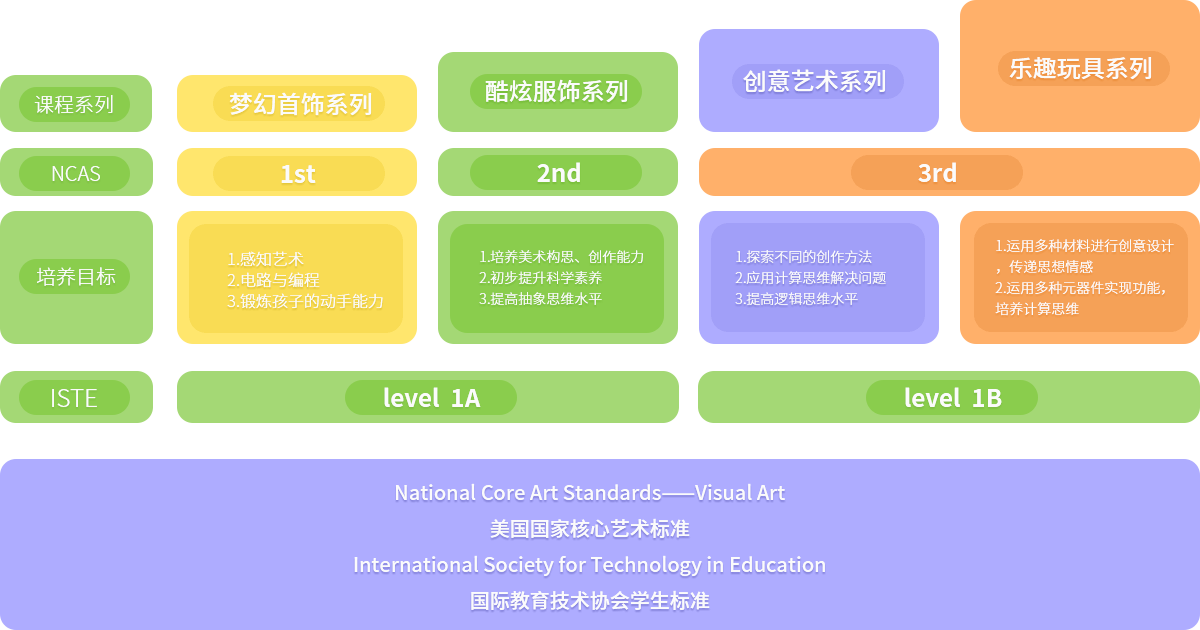 课程系列
梦幻首饰系列
酷炫服饰系列
创意艺术系列
乐趣玩具系列
NCAS
1st
2nd
3rd
培养目标
1.感知艺术
2.电路与编程
3.锻炼孩子的动手能力
1.培养美术构思、创作能力
2.初步提升科学素养
3.提高抽象思维水平
1.探索不同的创作方法
2.应用计算思维解决问题
3.提高逻辑思维水平
1.运用多种材料进行创意设计
，传递思想情感
2.运用多种元器件实现功能，
培养计算思维
ISTE
level 1A
level 1B
National Core Art Standards——Visual Art
美国国家核心艺术标准
International Society for Technology in Education
国际教育技术协会学生标准